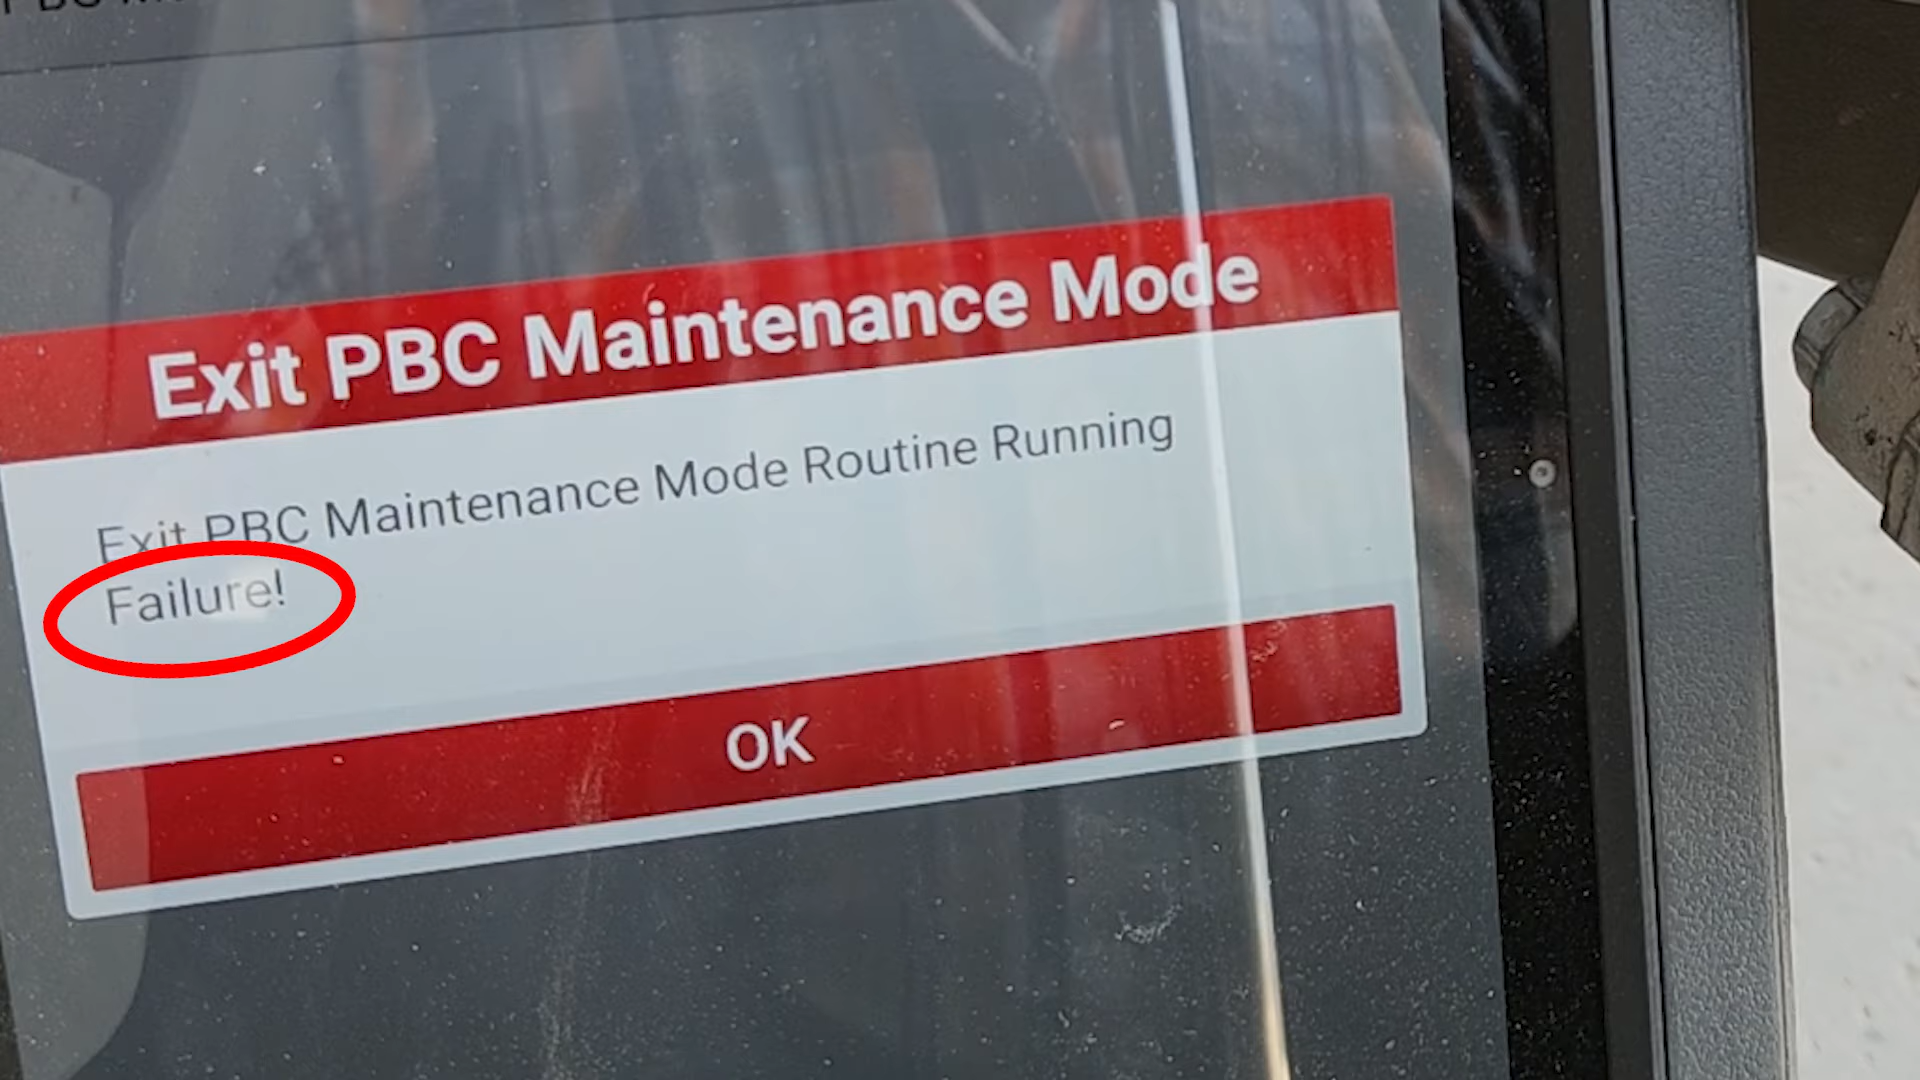 Exit PBC Maintenance Mode
Exit PBC Maintenance Mode Routine Running
Failure!
OK